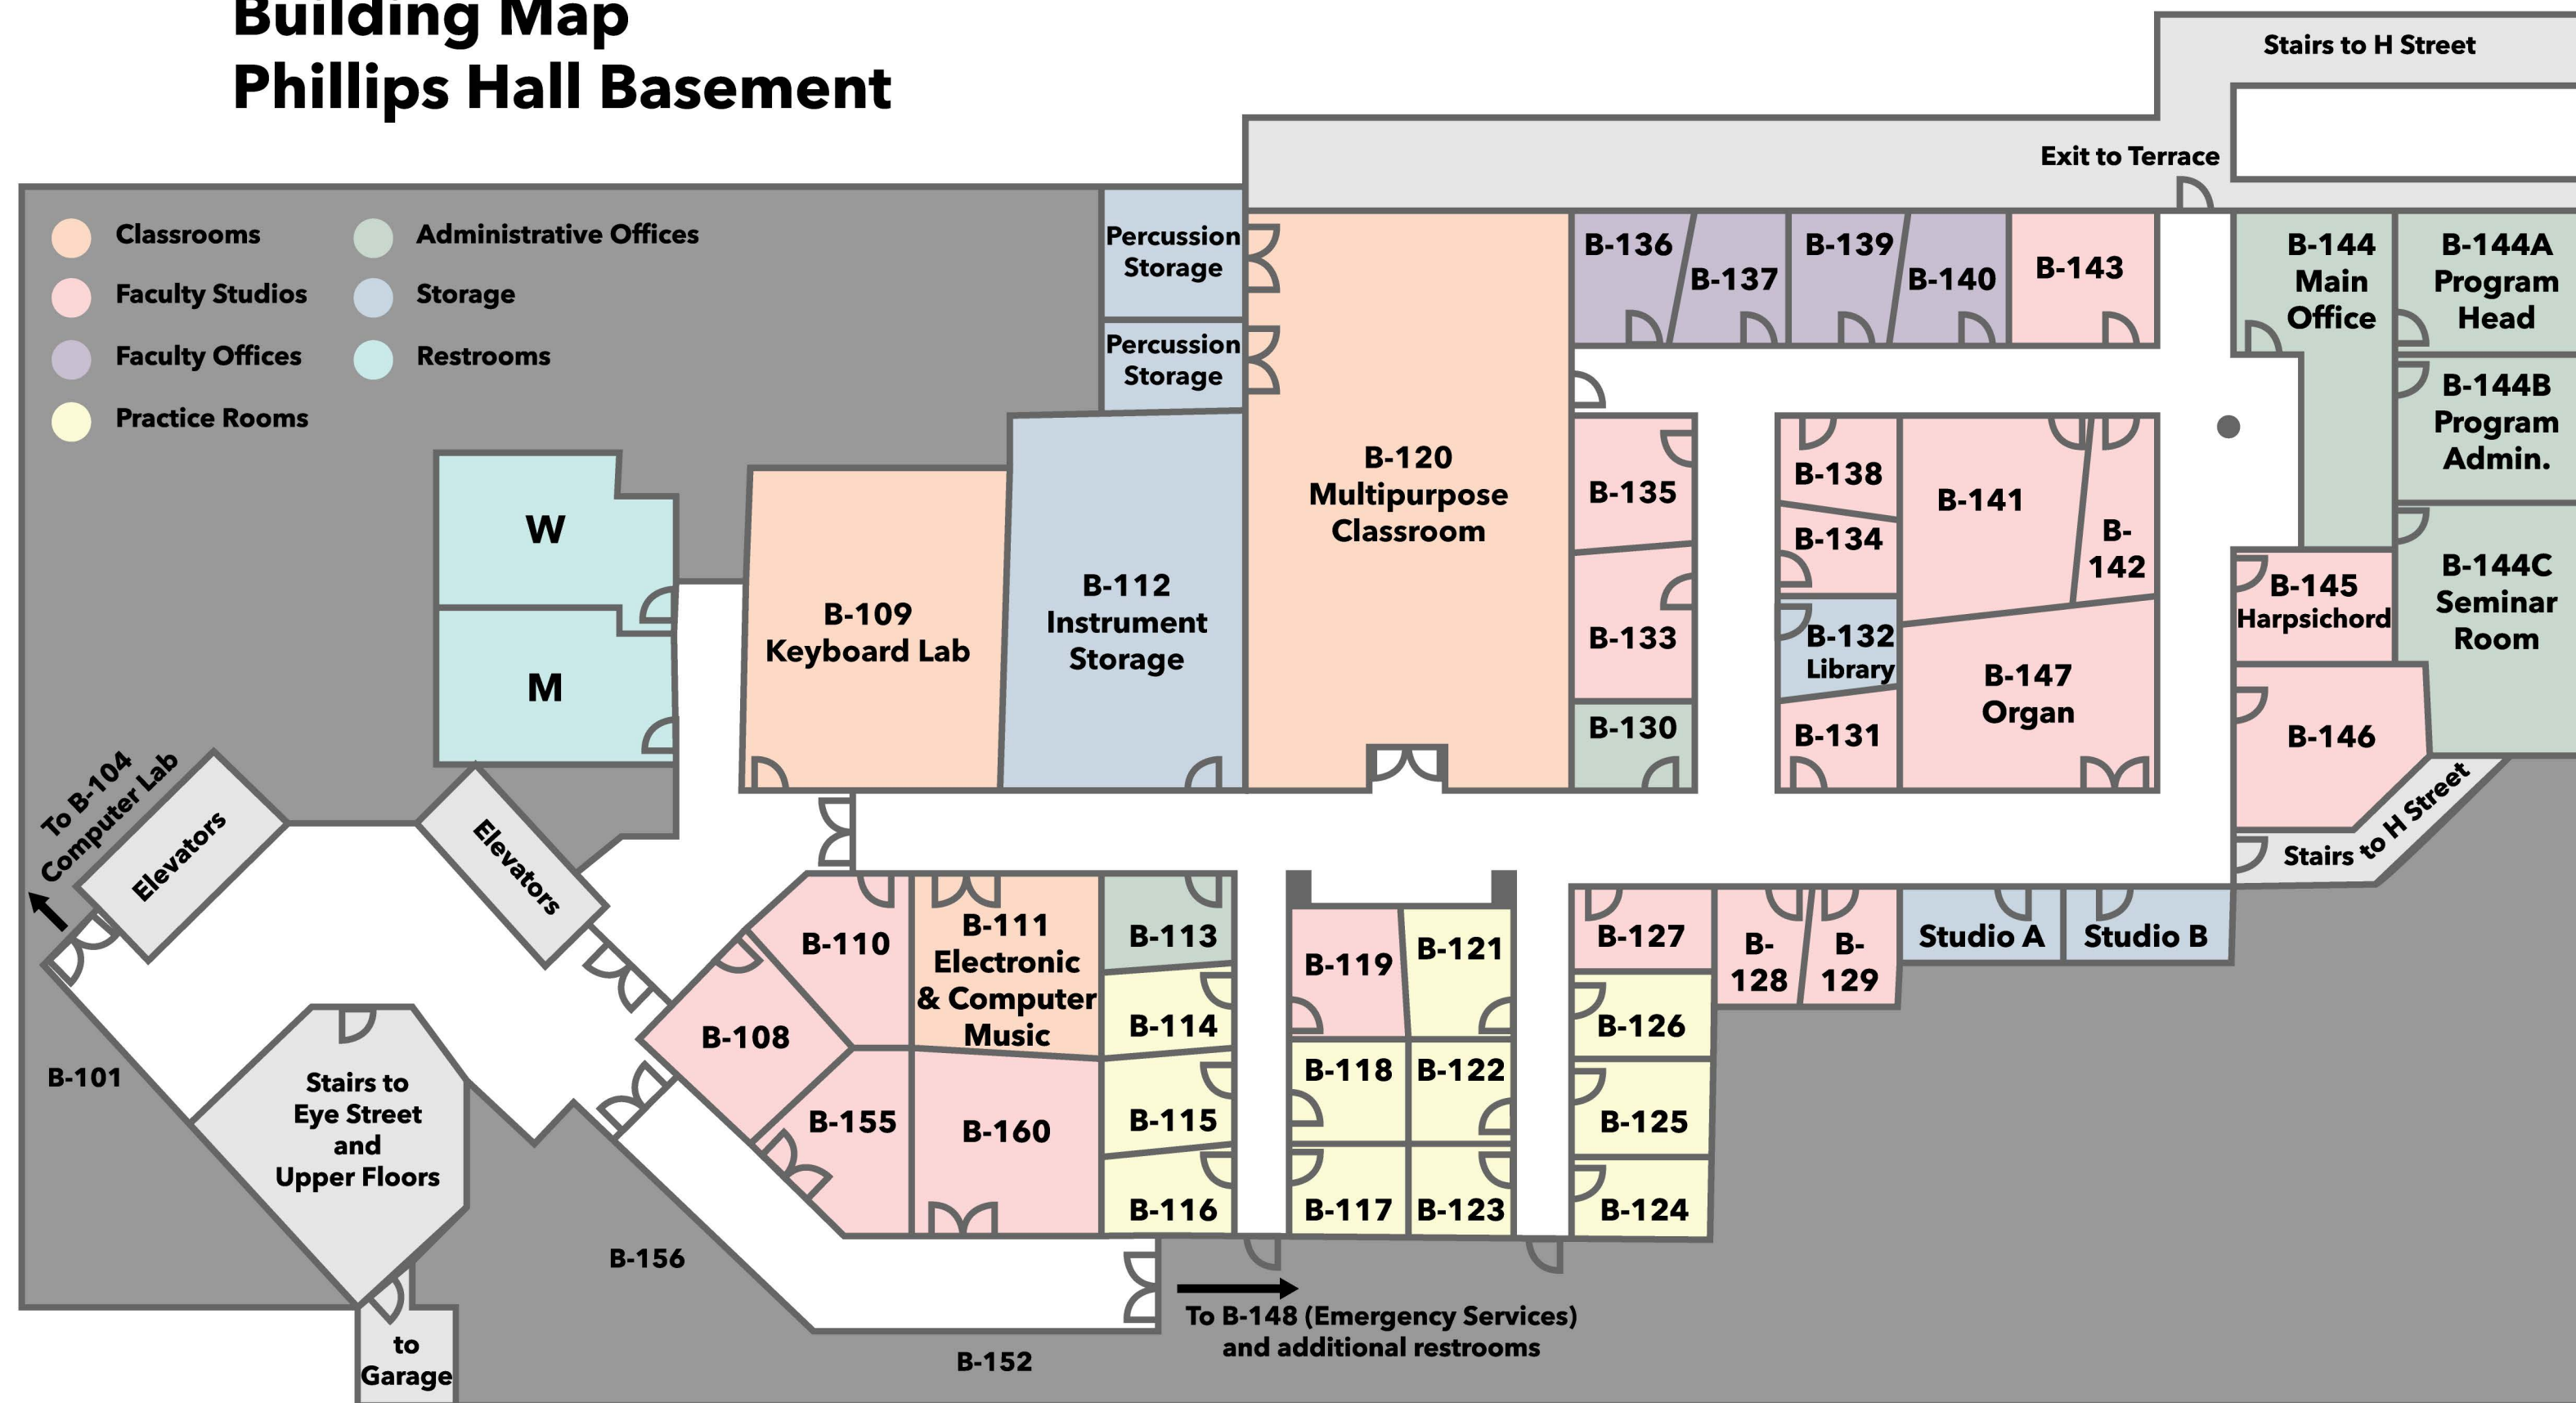 Building Map
Phillips Hall Basement
Stairs to H Street
Exit to Terrace
Classrooms
Faculty Studios
Faculty Offices
Practice Rooms
Administrative Offices
Storage
Restrooms
Percussion
Storage
Percussion
Storage
W
M
B-109
Keyboard Lab
B-112
Instrument
Storage
B-120
Multipurpose
Classroom
B-136
B-137
B-139
B-140
B-143
B-144
Main
Office
B-144A
Program
Head
B-144B
Program
Admin.
B-144C
Seminar
Room
B-135
B-133
B-130
B-138
B-134
B-132
Library
B-131
B-141
B-
142
B-147
Organ
B-145
Harpsichord
B-146
Stairs to H Street
To B-104
Computer Lab
Elevators
Elevators
B-101
Stairs to
Eye Street
and
Upper Floors
to
Garage
B-108
B-110
B-111
Electronic
& Computer
Music
B-113
B-114
B-115
B-116
B-155
B-160
B-156
B-152
B-119
B-121
B-118
B-122
B-117
B-123
B-127
B-126
B-125
B-124
B-
128
B-
129
Studio A
Studio B
To B-148 (Emergency Services)
and additional restrooms